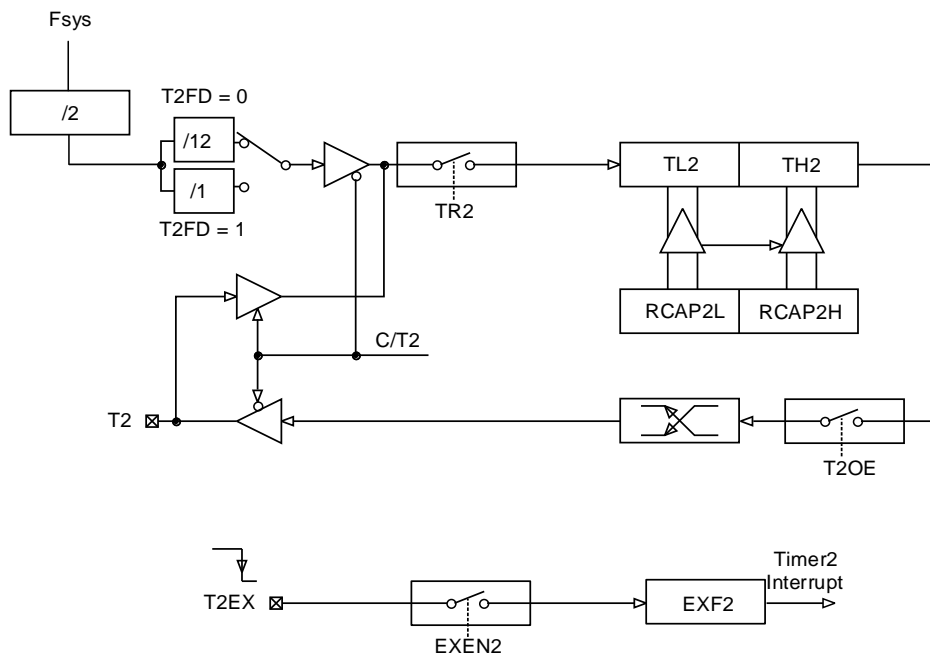 Fsys
/2
T2FD = 0
/12
/1
T2FD = 1
TR2
TL2
TH2
RCAP2L
RCAP2H
C/T2
T2
T2OE
T2EX
EXEN2
EXF2
Timer2
Interrupt